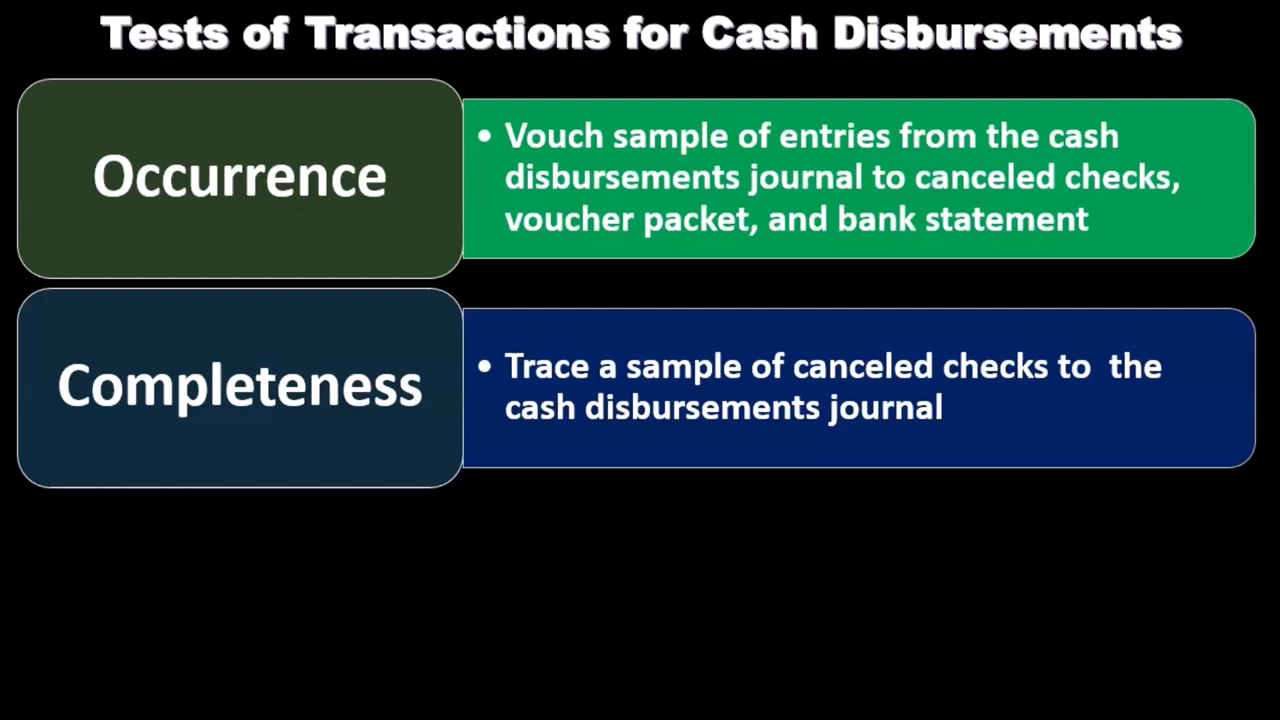 Tests of Transactions for Cash Disbursements
Occurrence
• Vouch sample of entries from the cash
disbursements journal to canceled checks,
voucher packet, and bank statement
Completeness
• Trace a sample of canceled checks to  the
cash disbursements journal